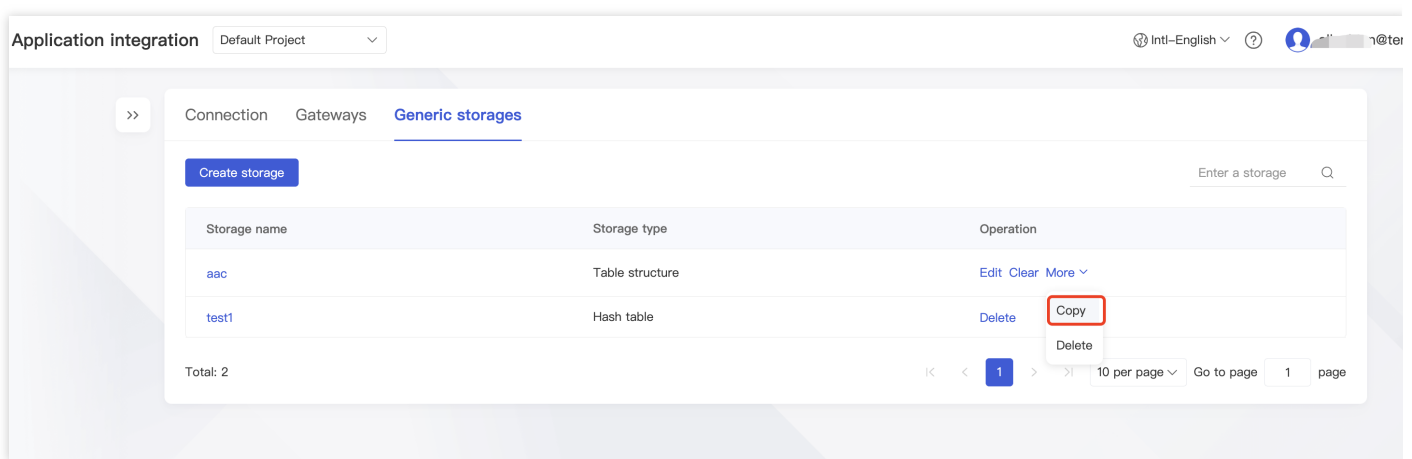 Application integration Default Project Intl-English
Connection Gateways Generic storages
Create storage Enter a storage
Storage name Storage type Operation
aac Table structure Edit Clear More
Copy
test1 Hash table Delete
Delete
Total: 2 1 10 per page Go to page 1 page